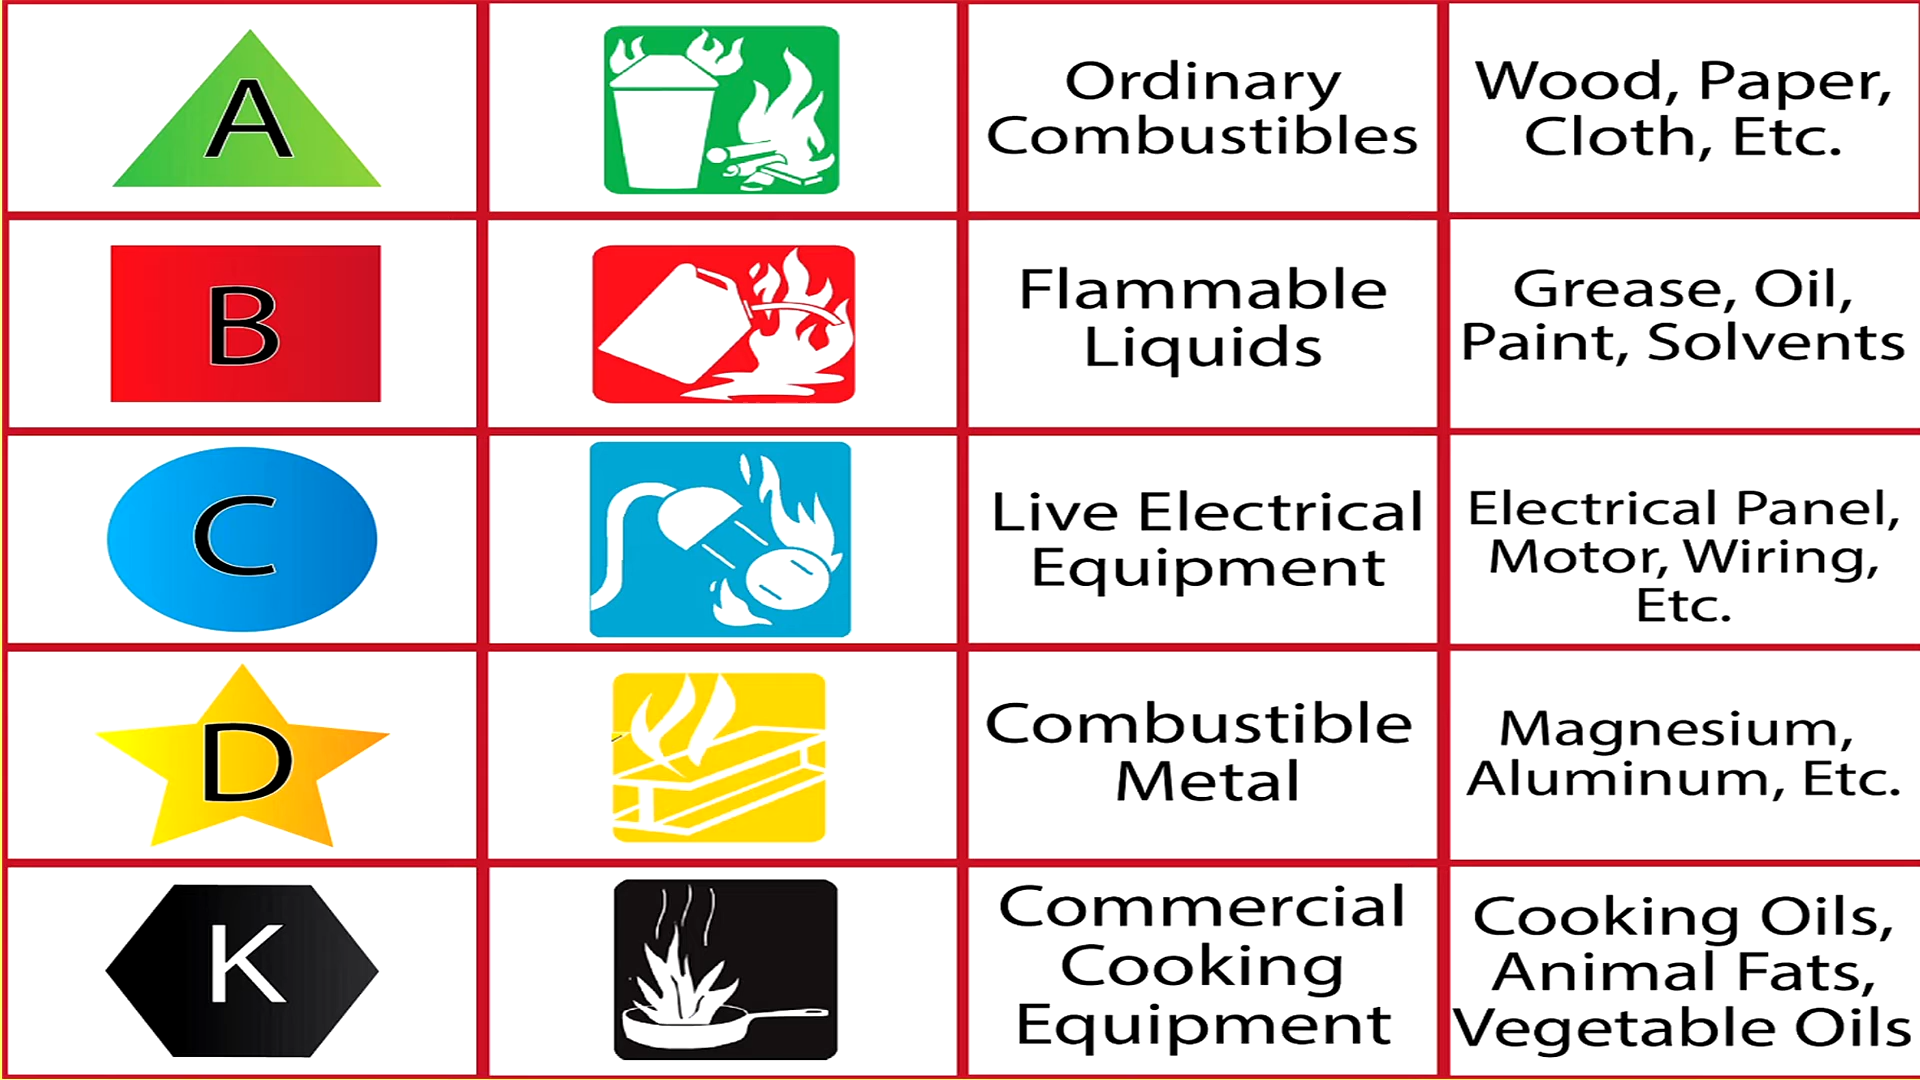 A
Ordinary
Combustibles
Wood, Paper,
Cloth, Etc.
B
Flammable
Liquids
Grease, Oil,
Paint, Solvents
C
Live Electrical
Equipment
Electrical Panel,
Motor, Wiring,
Etc.
D
Combustible
Metal
Magnesium,
Aluminum, Etc.
K
Commercial
Cooking
Equipment
Cooking Oils,
Animal Fats,
Vegetable Oils